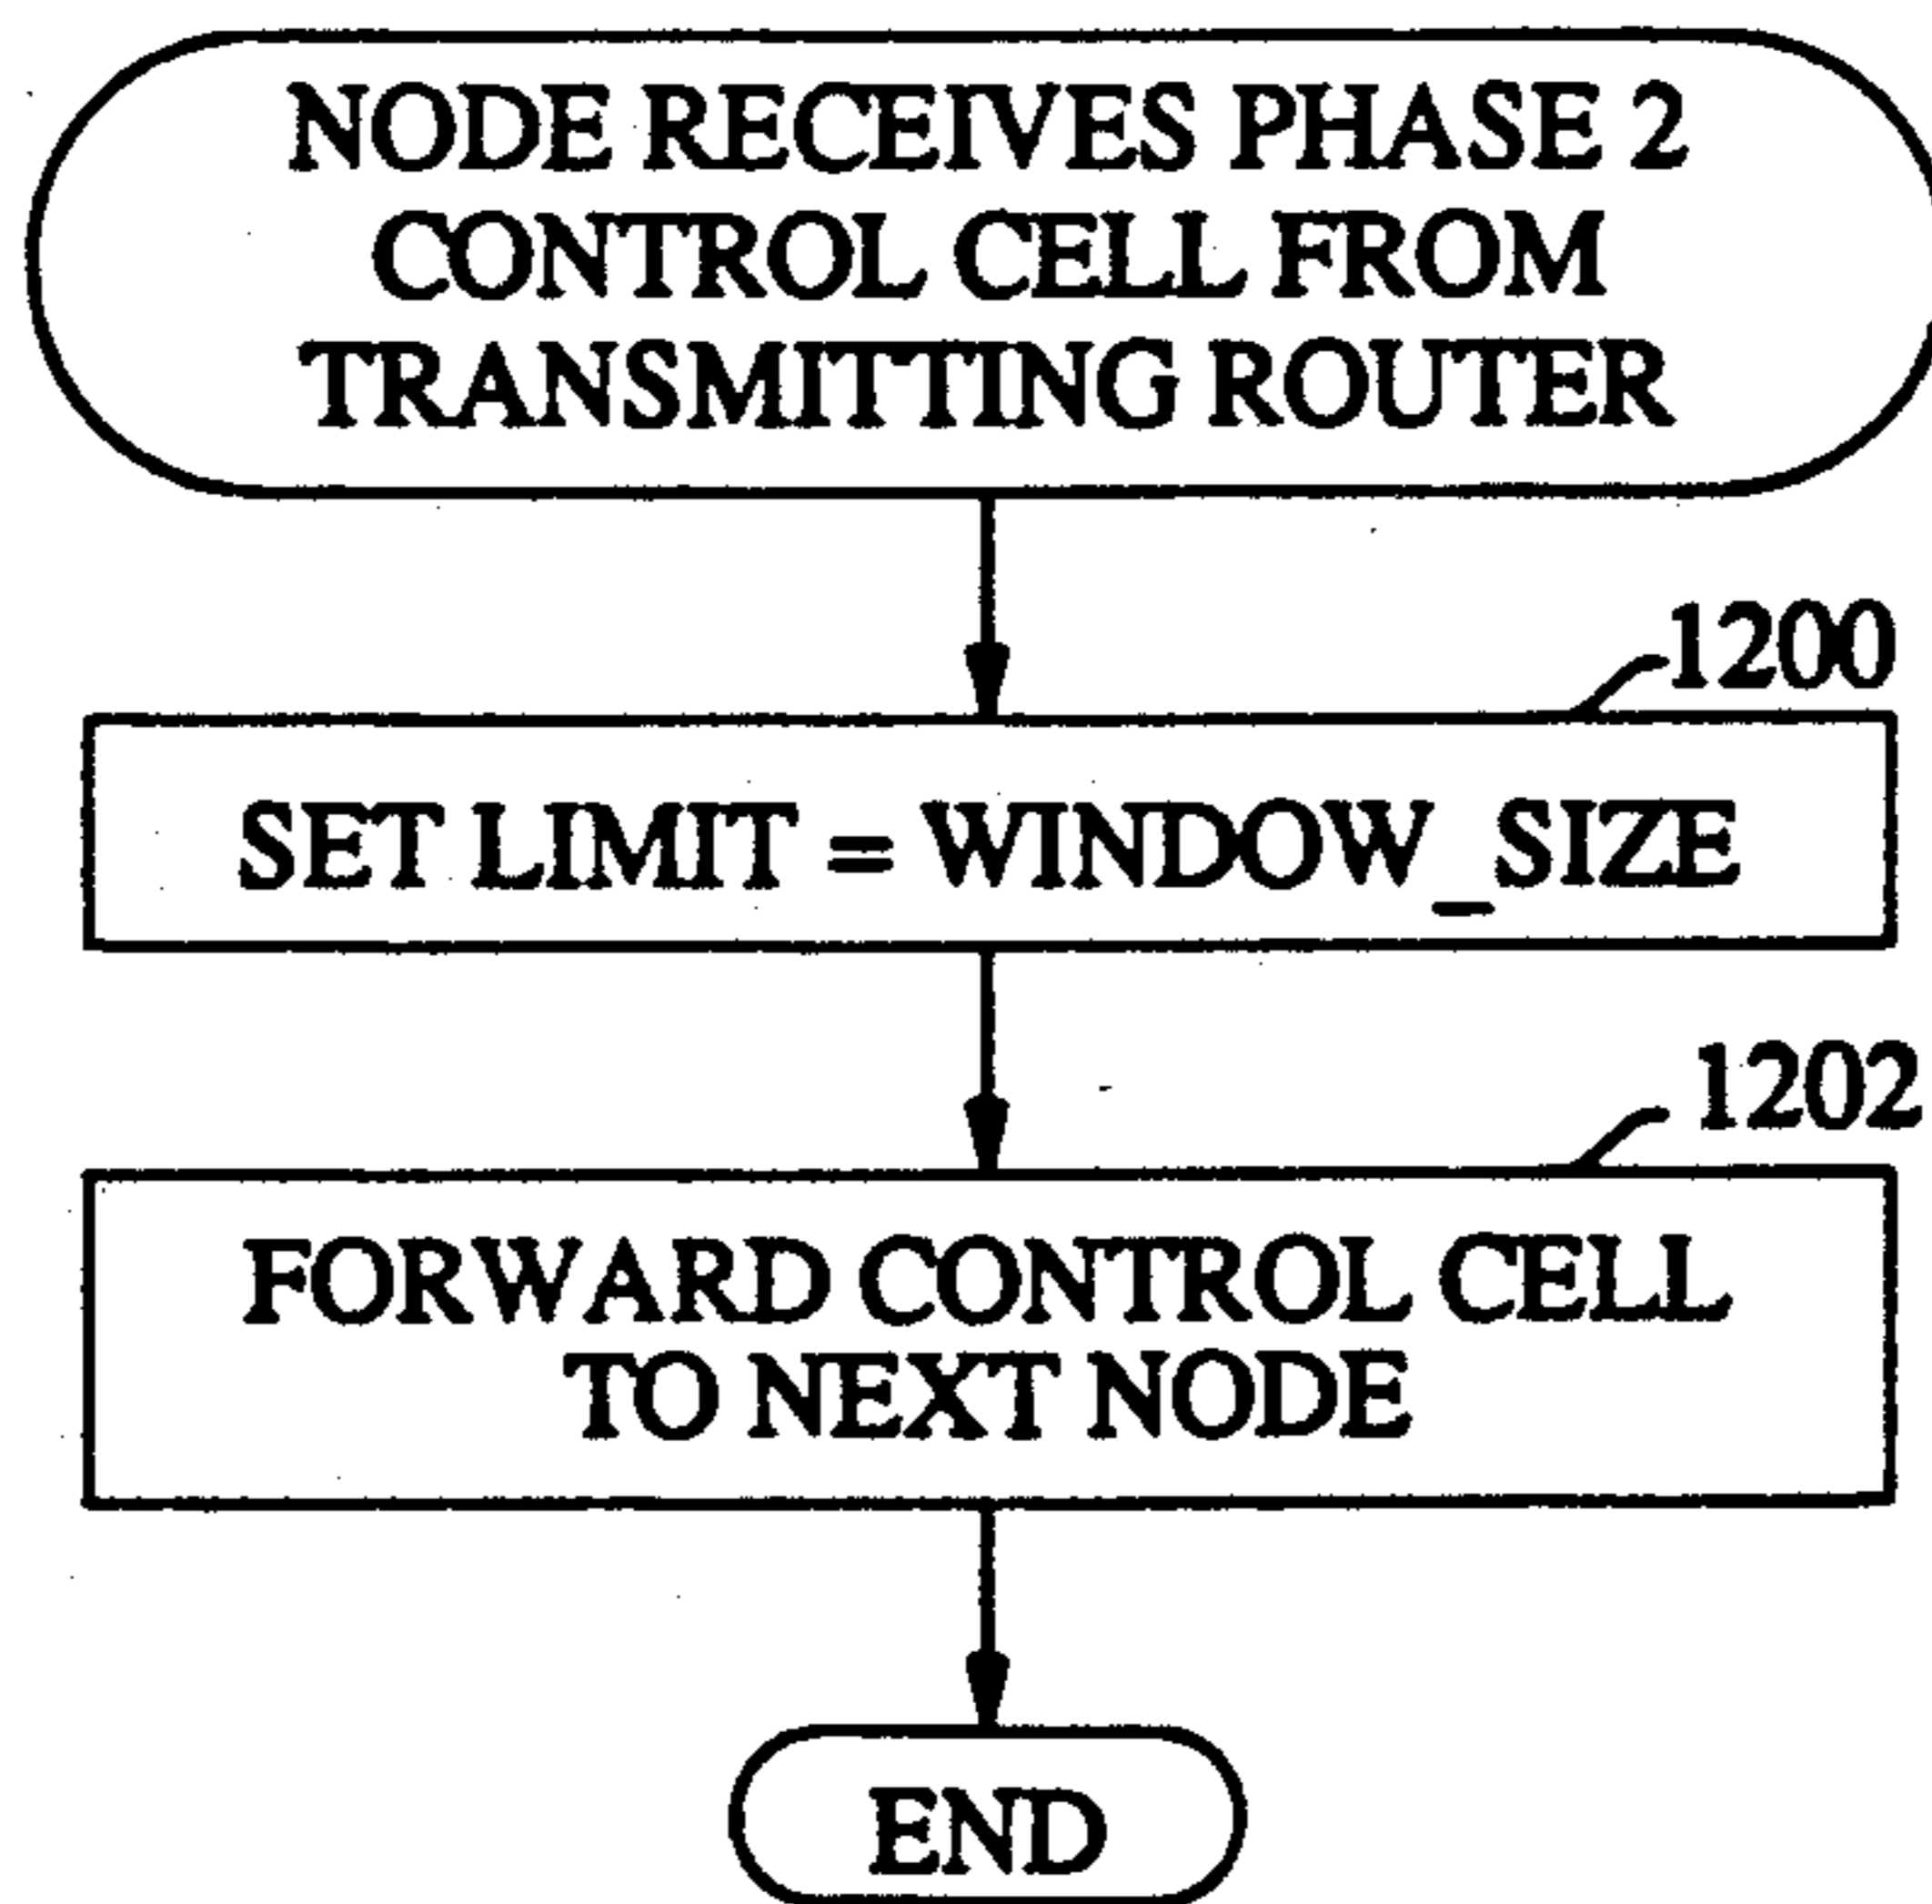 NODE RECEIVES PHASE 2
CONTROL CELL FROM
TRANSMITTING ROUTER
1200
SET LIMIT = WINDOW_SIZE
1202
FORWARD CONTROL CELL
TO NEXT NODE
END